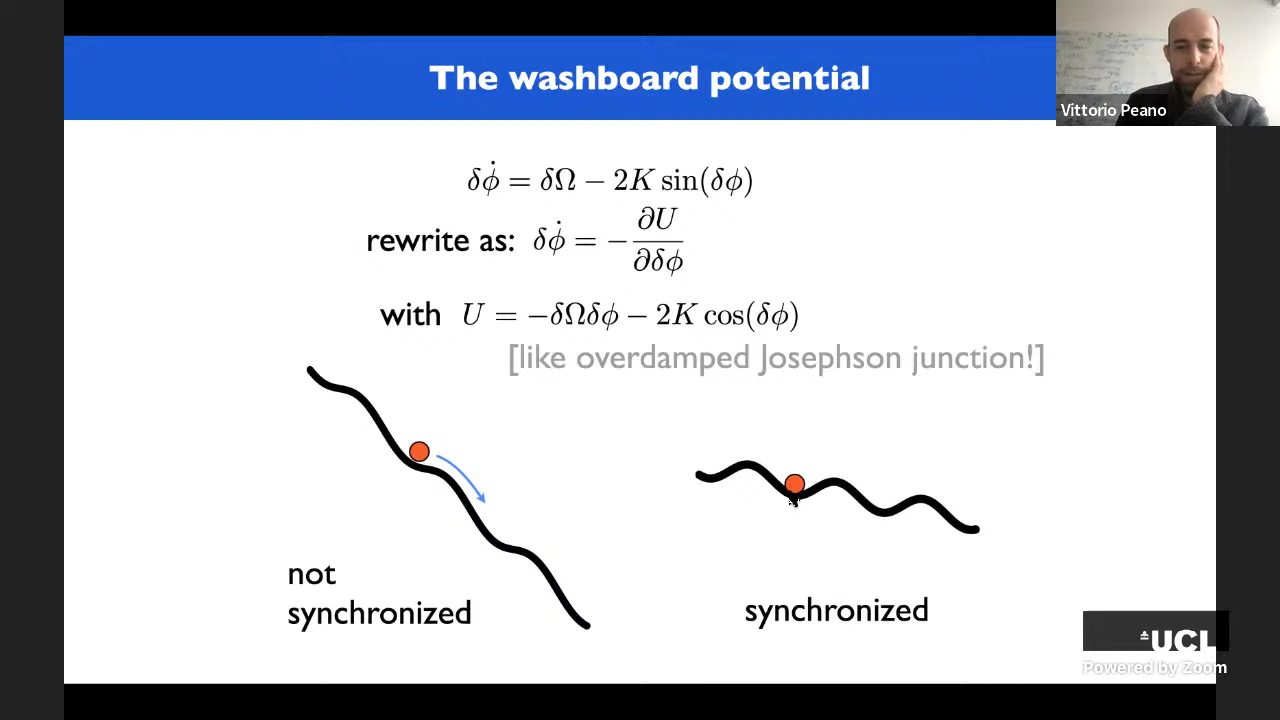 The washboard potential
Vittorio Peano
δϕ̇ = δΩ − 2K sin(δϕ)
rewrite as: δϕ̇ = − ∂U/∂δϕ
with U = −δΩδϕ − 2K cos(δϕ)
[like overdamped Josephson junction!]
not
synchronized
synchronized
UCL
Powered by Zoom